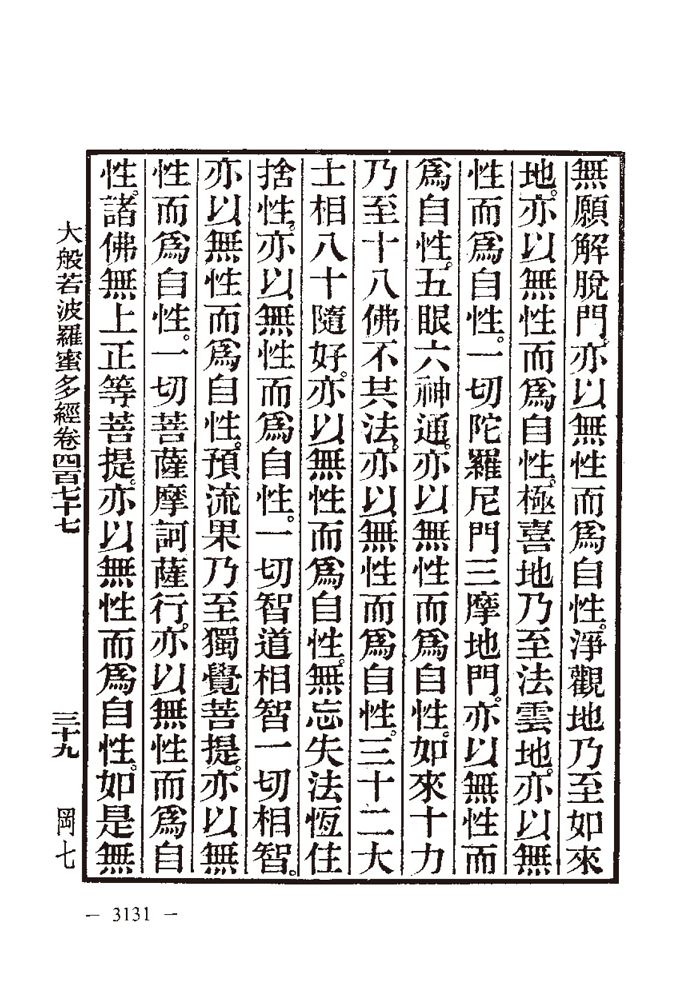 無願解脫門。亦以無性而爲自性。淨觀地乃至如來
地。亦以無性而爲自性。極喜地乃至法雲地。亦以無
性而爲自性。一切陀羅尼門三摩地門。亦以無性而
爲自性。五眼六神通。亦以無性而爲自性。如來十力
乃至十八佛不共法。亦以無性而爲自性。三十二大
士相八十隨好。亦以無性而爲自性。無忘失法恆住
捨性。亦以無性而爲自性。一切智道相智一切相智。
亦以無性而爲自性。預流果乃至獨覺菩提。亦以無
性而爲自性。一切菩薩摩訶薩行。亦以無性而爲自
性。諸佛無上正等菩提。亦以無性而爲自性。如是無
大般若波羅蜜多經卷四百七十七 三十九 岡七
— 3131 —